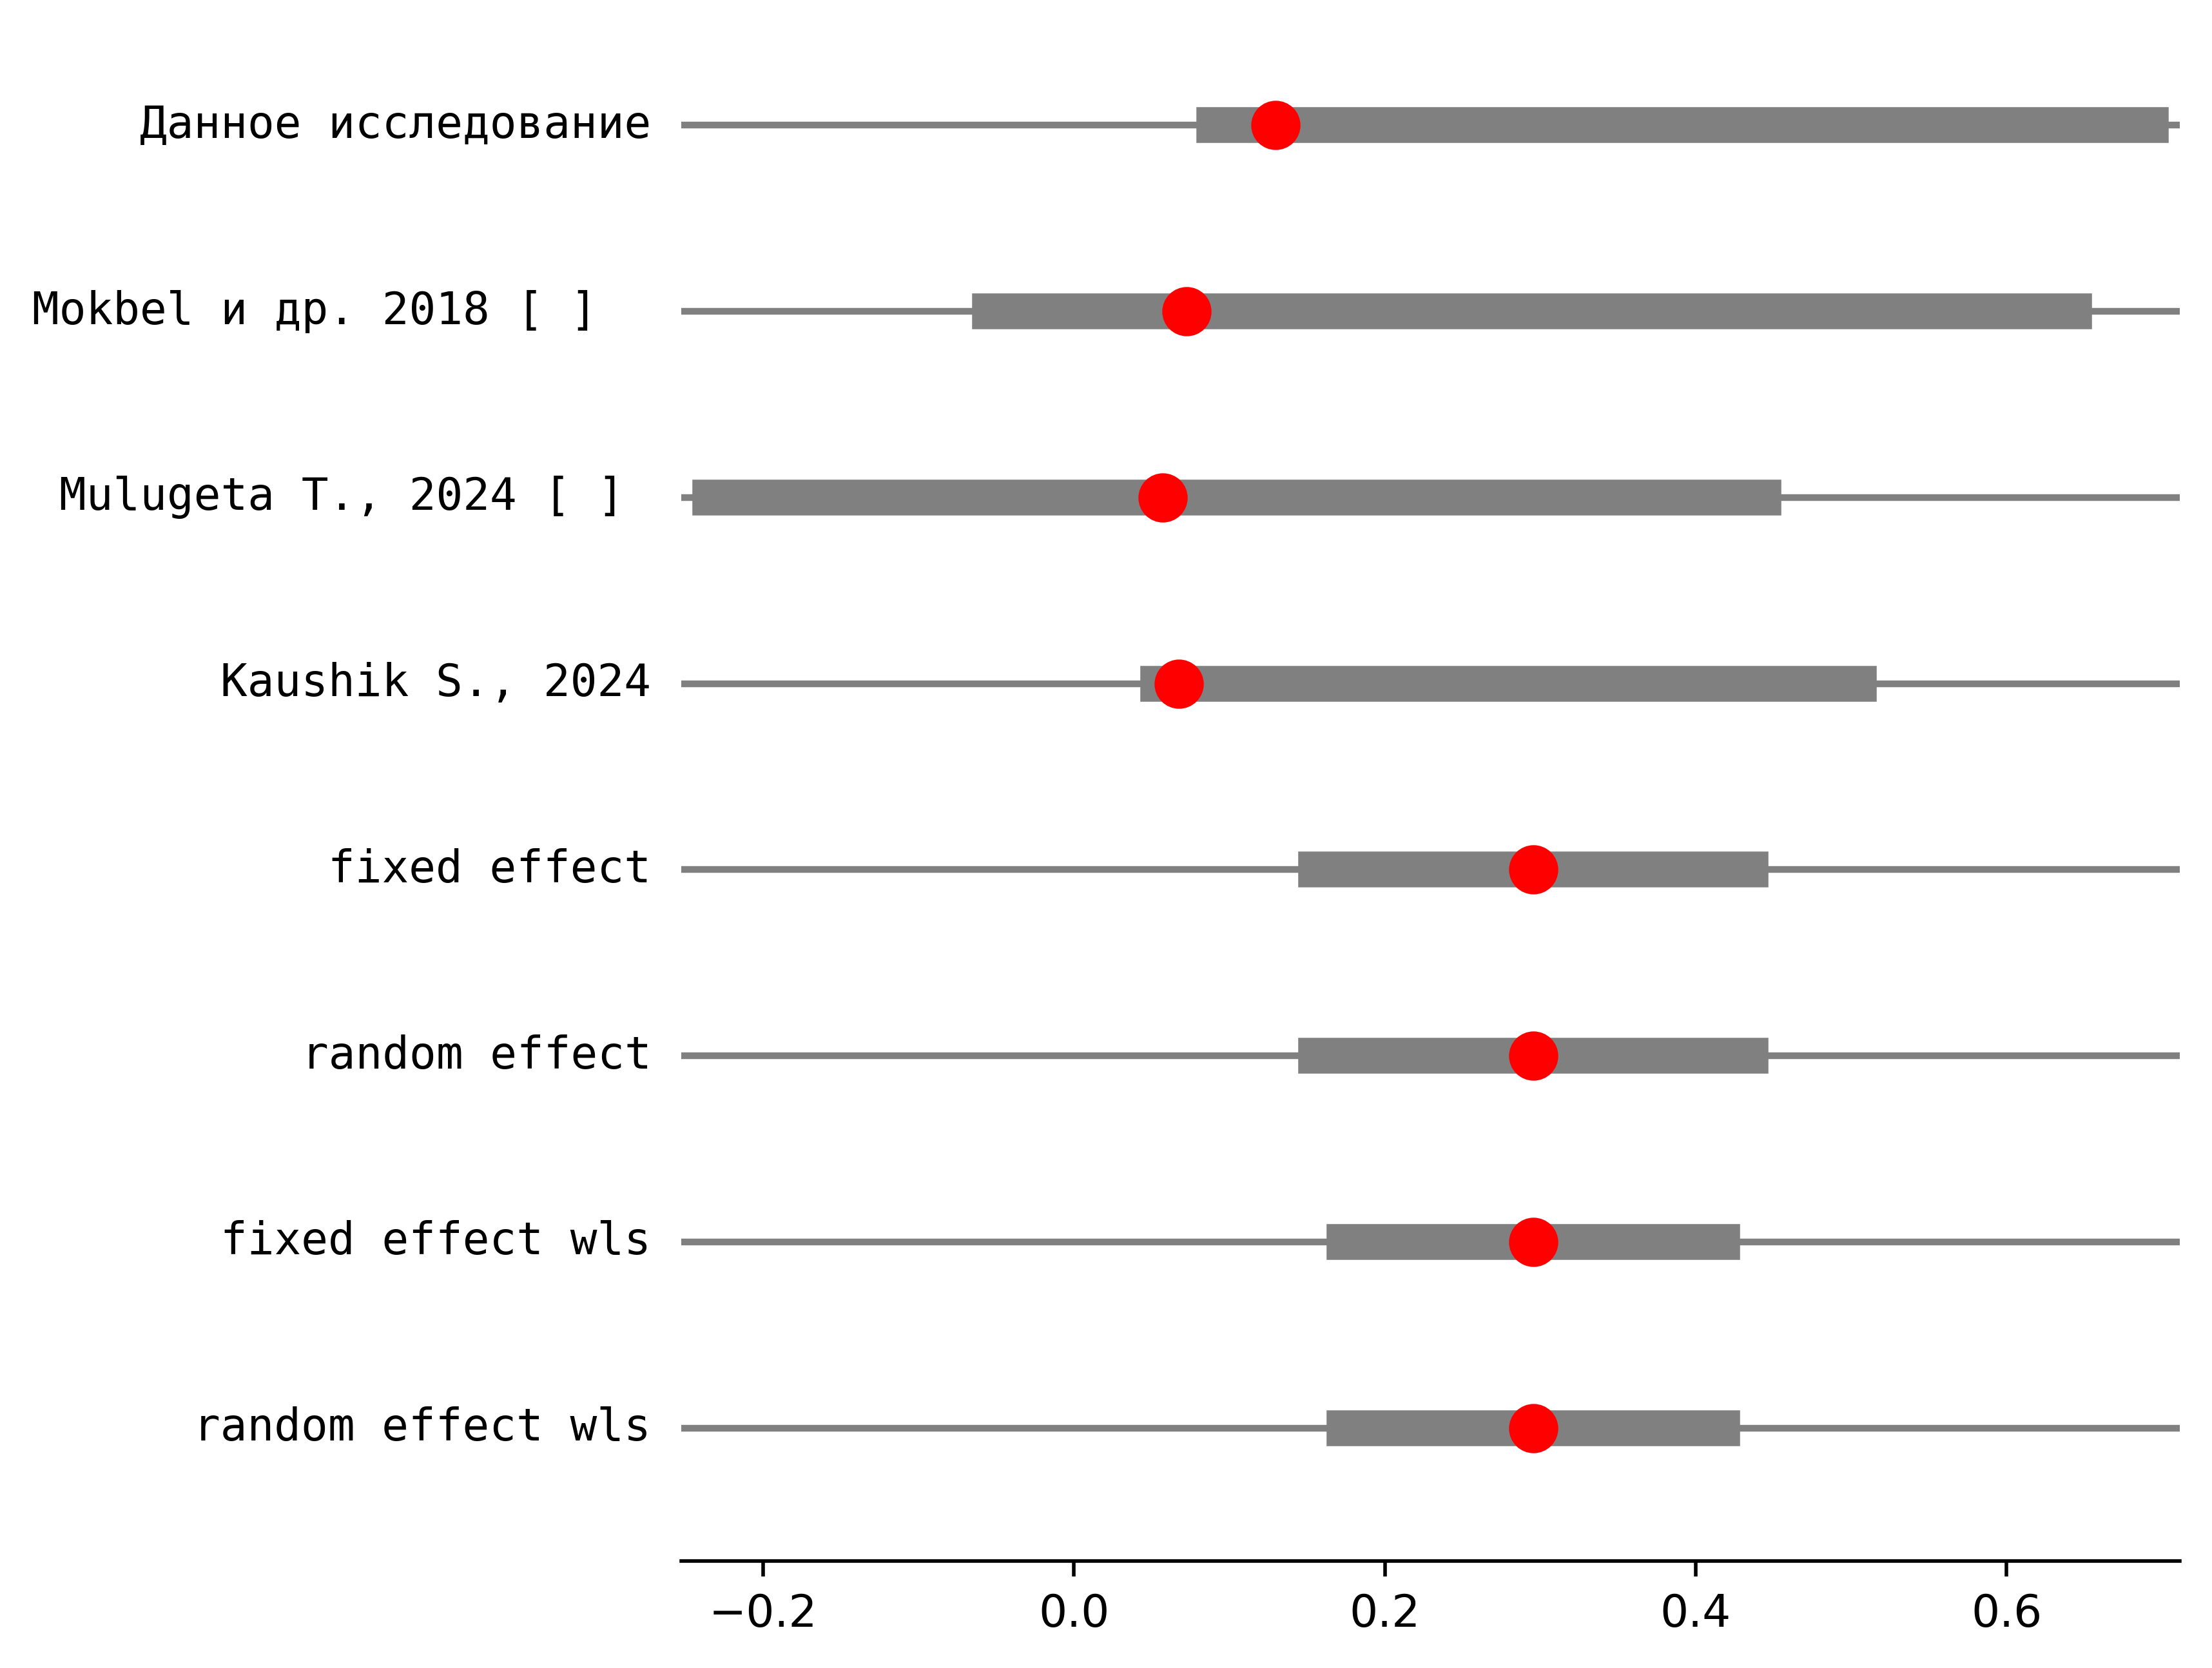 Данное исследование
Mokbel и др. 2018 [ ]
Mulugeta T., 2024 [ ]
Kaushik S., 2024
fixed effect
random effect
fixed effect wls
random effect wls
−0.2 0.0 0.2 0.4 0.6